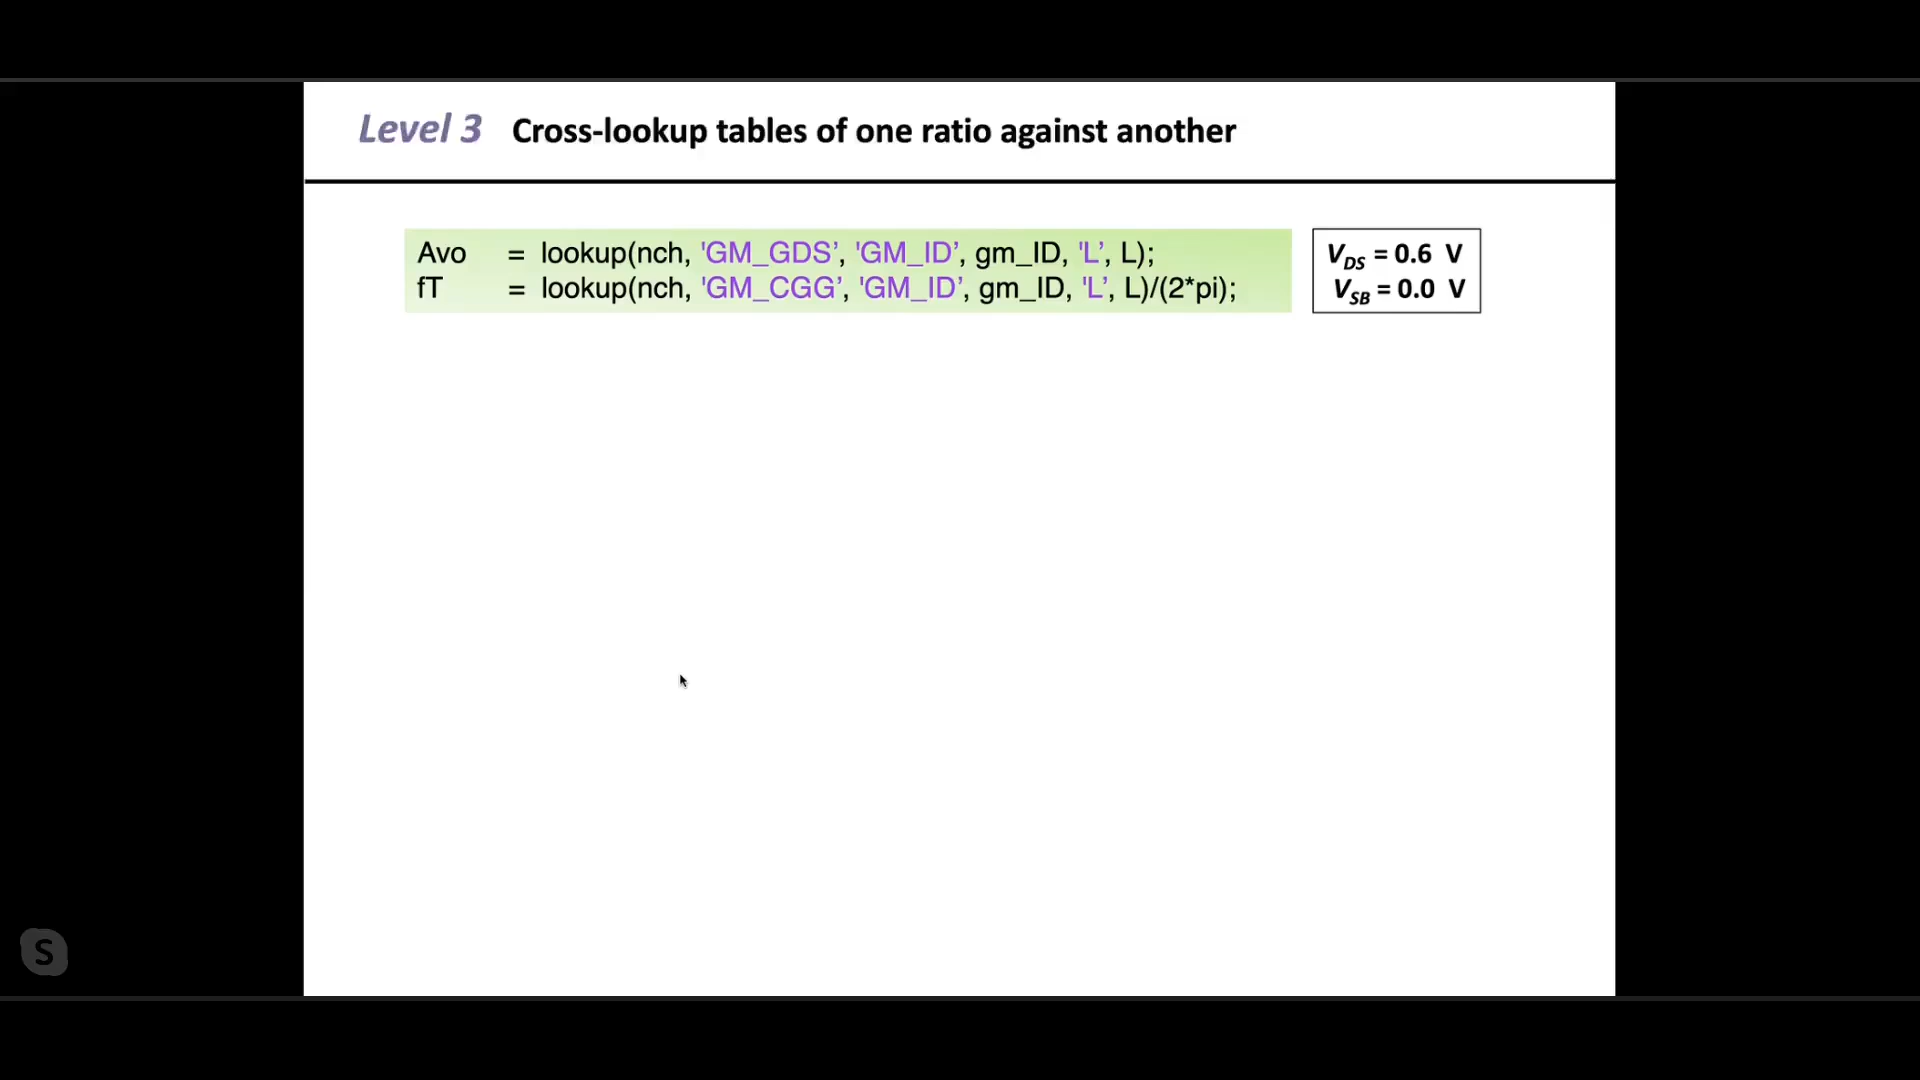 Level 3 Cross-lookup tables of one ratio against another
Avo = lookup(nch, 'GM_GDS’, 'GM_ID’, gm_ID, 'L’, L);
fT = lookup(nch, 'GM_CGG’, 'GM_ID’, gm_ID, 'L’, L)/(2*pi);
VDS = 0.6 V
VSB = 0.0 V
S